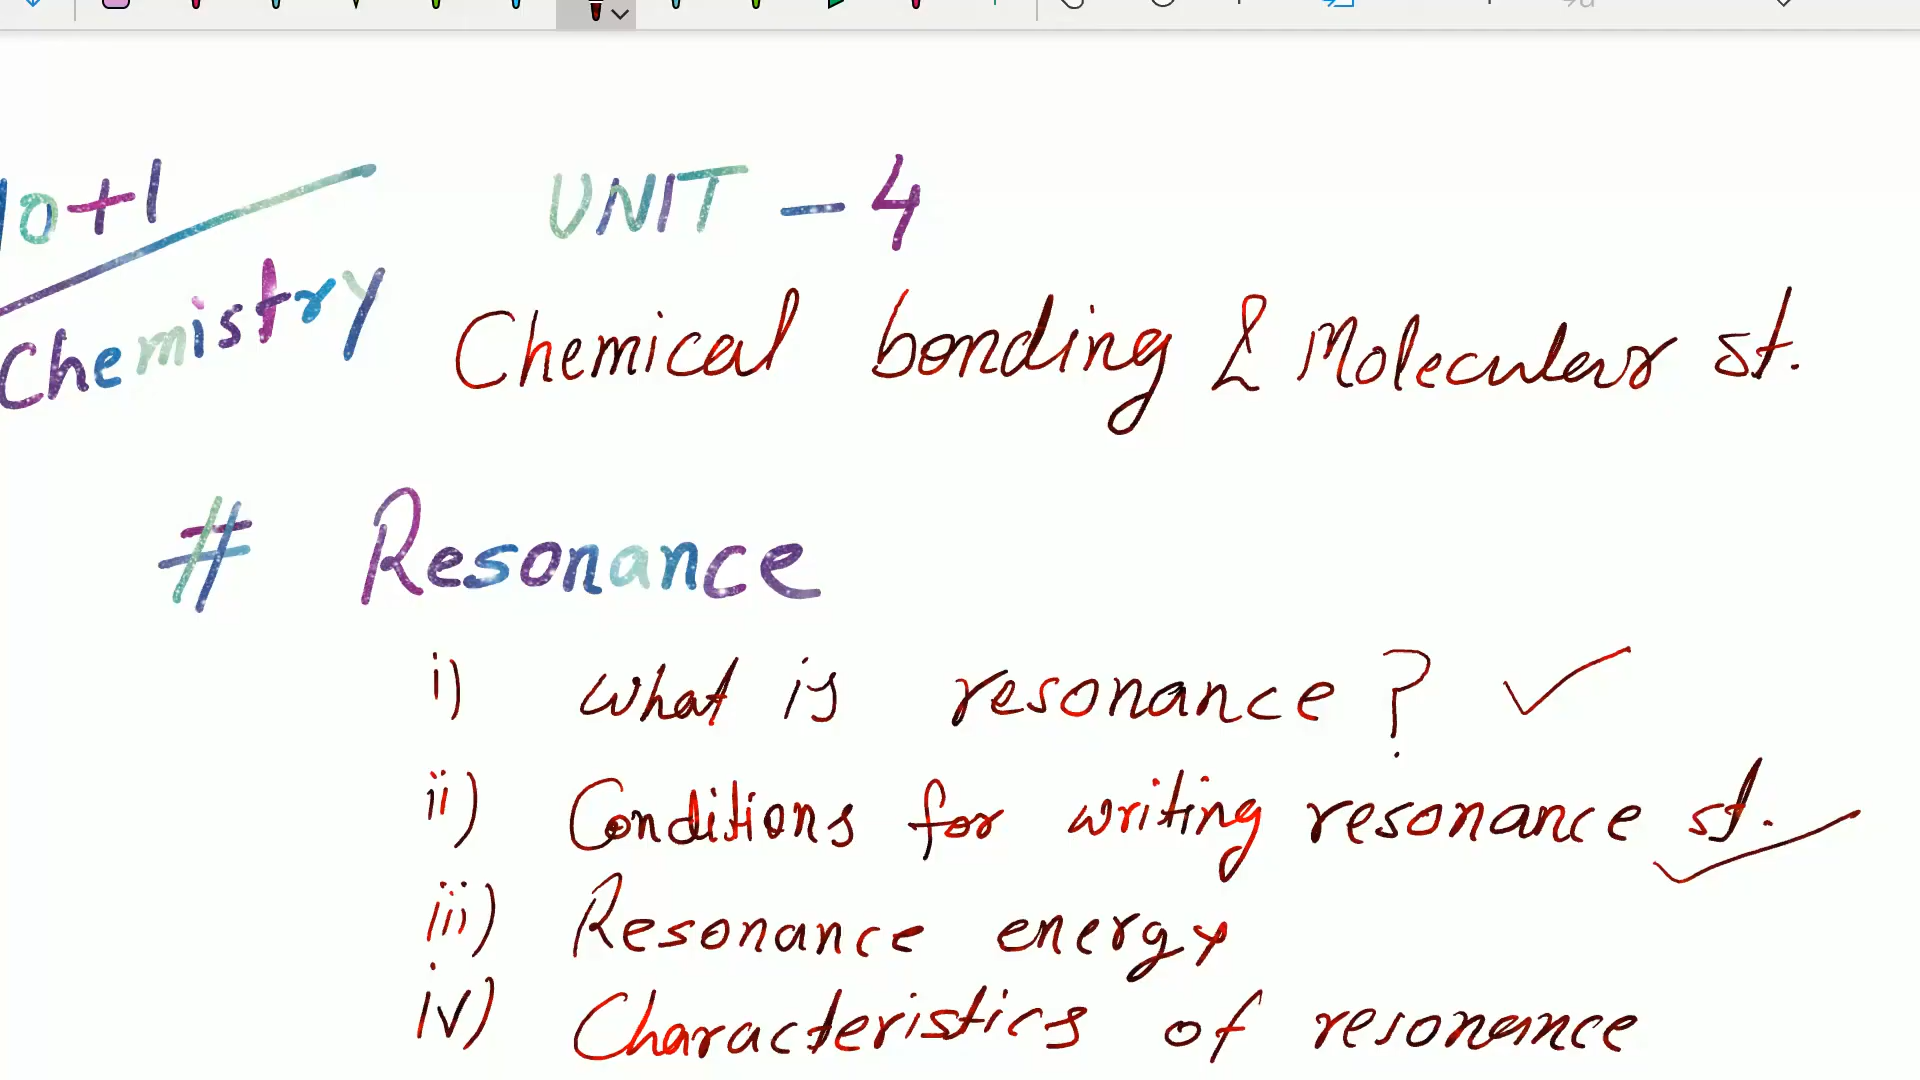 10+1 UNIT - 4
Chemistry Chemical bonding & Molecular st.
# Resonance
i) What is resonance ?
ii) Conditions for writing resonance st.
iii) Resonance energy
iv) Characteristics of resonance